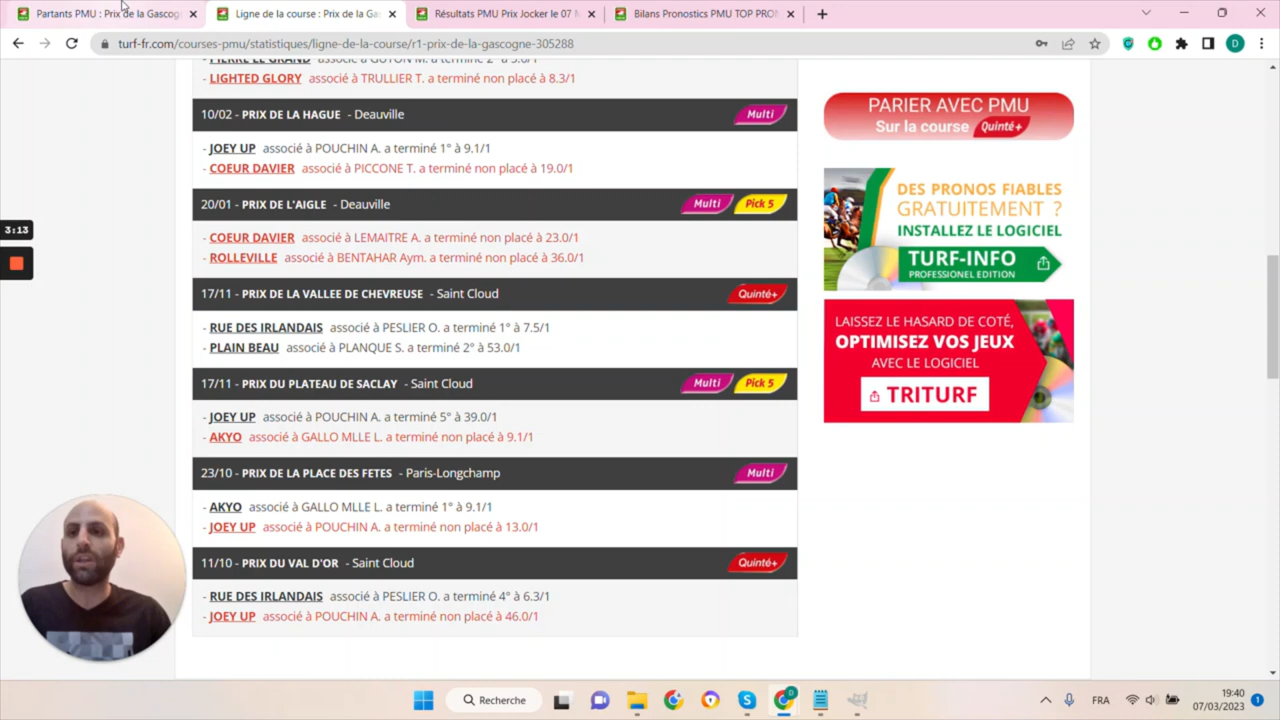 Partants PMU : Prix de la Gascog
Ligne de la course : Prix de la Ga
Résultats PMU Prix Jocker le 07 M
Bilans Pronostics PMU TOP PRON
turf-fr.com/courses-pmu/statistiques/ligne-de-la-course/r1-prix-de-la-gascogne-305288
D
- PIERRE LE GRAND associé à GUYON M. a terminé 2° à 5.0/1
- LIGHTED GLORY associé à TRULLIER T. a terminé non placé à 8.3/1
10/02 - PRIX DE LA HAGUE - Deauville Multi
- JOEY UP associé à POUCHIN A. a terminé 1° à 9.1/1
- COEUR DAVIER associé à PICCONE T. a terminé non placé à 19.0/1
20/01 - PRIX DE L'AIGLE - Deauville Multi Pick 5
- COEUR DAVIER associé à LEMAITRE A. a terminé non placé à 23.0/1
- ROLLEVILLE associé à BENTAHAR Aym. a terminé non placé à 36.0/1
17/11 - PRIX DE LA VALLEE DE CHEVREUSE - Saint Cloud Quinté+
- RUE DES IRLANDAIS associé à PESLIER O. a terminé 1° à 7.5/1
- PLAIN BEAU associé à PLANQUE S. a terminé 2° à 53.0/1
17/11 - PRIX DU PLATEAU DE SACLAY - Saint Cloud Multi Pick 5
- JOEY UP associé à POUCHIN A. a terminé 5° à 39.0/1
- AKYO associé à GALLO MLLE L. a terminé non placé à 9.1/1
23/10 - PRIX DE LA PLACE DES FETES - Paris-Longchamp Multi
- AKYO associé à GALLO MLLE L. a terminé 1° à 9.1/1
- JOEY UP associé à POUCHIN A. a terminé non placé à 13.0/1
11/10 - PRIX DU VAL D'OR - Saint Cloud Quinté+
- RUE DES IRLANDAIS associé à PESLIER O. a terminé 4° à 6.3/1
- JOEY UP associé à POUCHIN A. a terminé non placé à 46.0/1
PARIER AVEC PMU
Sur la course Quinté+
DES PRONOS FIABLES
GRATUITEMENT ?
INSTALLEZ LE LOGICIEL
TURF-INFO
PROFESSIONEL EDITION
LAISSEZ LE HASARD DE COTÉ,
OPTIMISEZ VOS JEUX
AVEC LE LOGICIEL
TRITURF
3:13
Recherche
FRA
19:40
07/03/2023
1